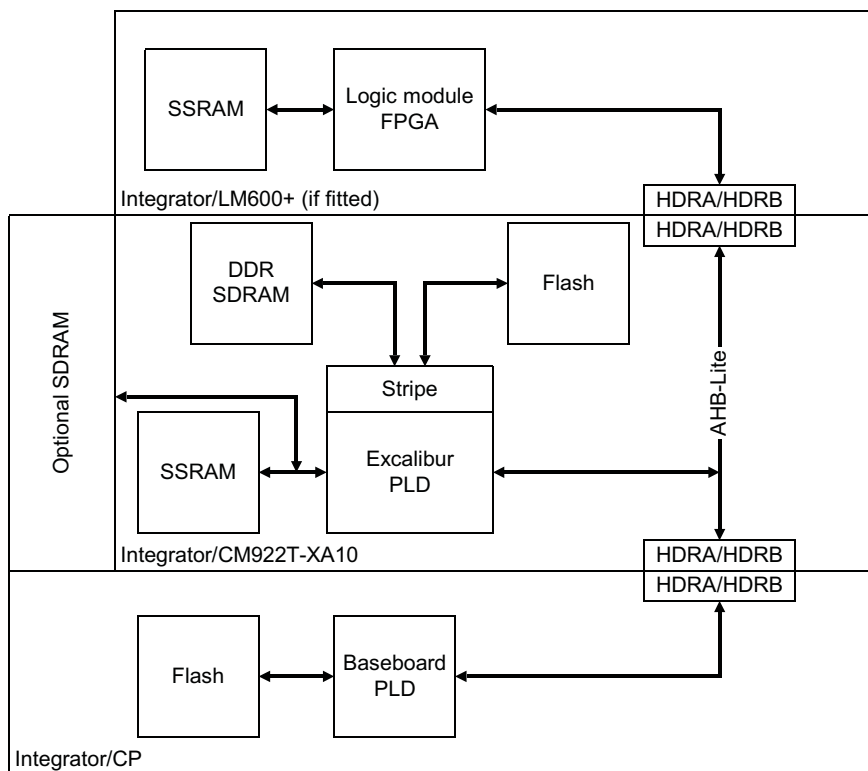 SSRAM
Logic module
FPGA
Integrator/LM600+ (if fitted)
HDRA/HDRB
HDRA/HDRB
DDR
SDRAM
Flash
Optional SDRAM
Stripe
AHB-Lite
SSRAM
Excalibur
PLD
Integrator/CM922T-XA10
HDRA/HDRB
HDRA/HDRB
Flash
Baseboard
PLD
Integrator/CP